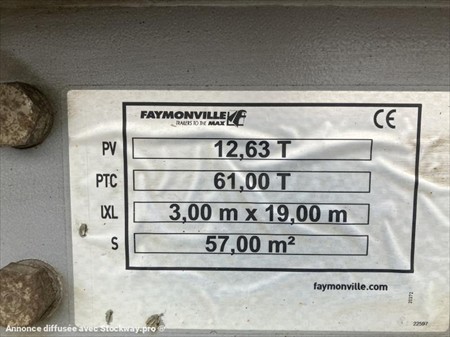 FAYMONVILLE
TRAILERS TO THE MAX
CE
PV 12,63 T
PTC 61,00 T
LXL 3,00 m x 19,00 m
S 57,00 m²
faymonville.com
22597
Annonce diffusée avec Stockway.pro